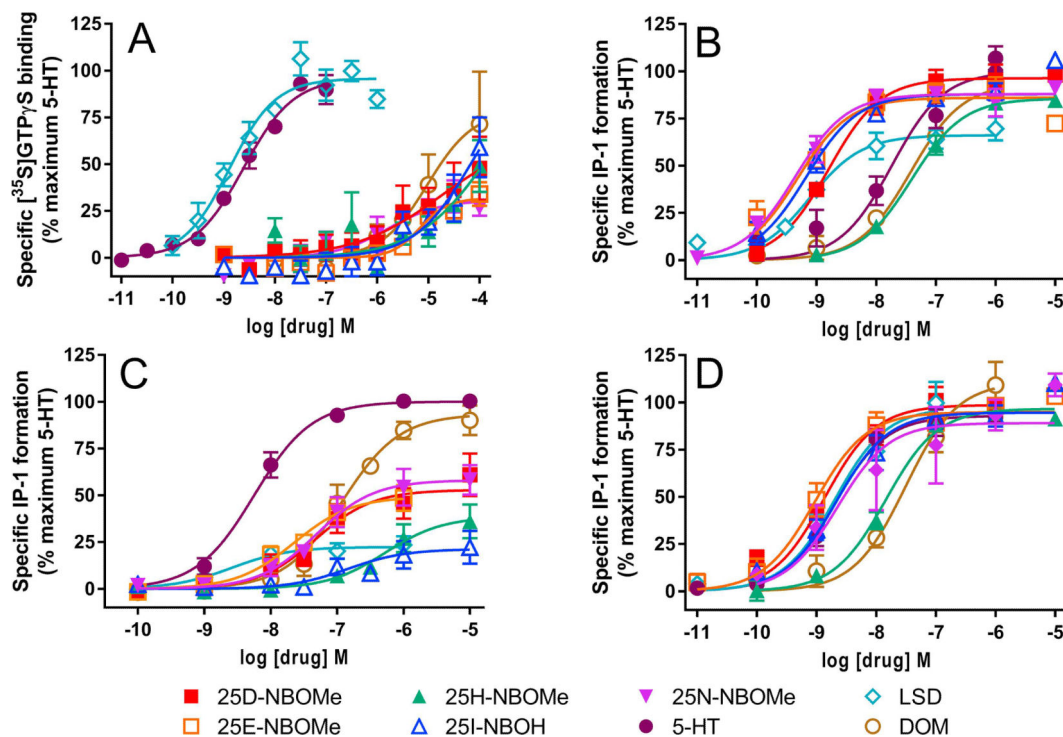 A
Specific [³⁵S]GTPγS binding
(% maximum 5-HT)
125
100
75
50
25
0
-11 -10 -9 -8 -7 -6 -5 -4
log [drug] M
B
Specific IP-1 formation
(% maximum 5-HT)
125
100
75
50
25
0
-11 -10 -9 -8 -7 -6 -5
log [drug] M
C
Specific IP-1 formation
(% maximum 5-HT)
125
100
75
50
25
0
-10 -9 -8 -7 -6 -5
log [drug] M
D
Specific IP-1 formation
(% maximum 5-HT)
125
100
75
50
25
0
-11 -10 -9 -8 -7 -6 -5
log [drug] M
25D-NBOMe 25H-NBOMe 25N-NBOMe LSD
25E-NBOMe 25I-NBOH 5-HT DOM